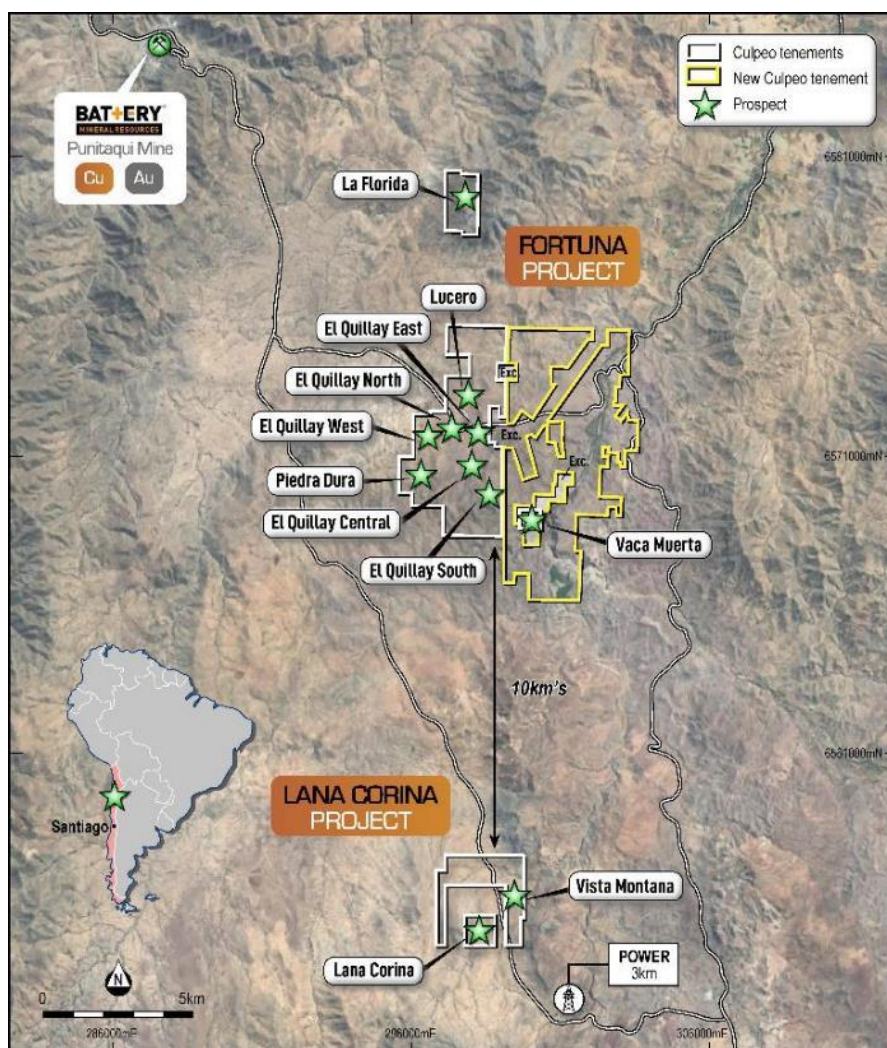 BATTERY
MINERAL RESOURCES
Punitaqui Mine
Cu
Au
Culpeo tenements
New Culpeo tenement
Prospect
6581000mN
La Florida
FORTUNA
PROJECT
Lucero
El Quillay East
El Quillay North
Exc
El Quillay West
Exc.
6571000mN
Exc.
Piedra Dura
El Quillay Central
Vaca Muerta
El Quillay South
10km's
6561000mN
LANA CORINA
PROJECT
Santiago
Vista Montana
Lana Corina
POWER
3km
N
0
5km
286000mE
296000mE
306000mE